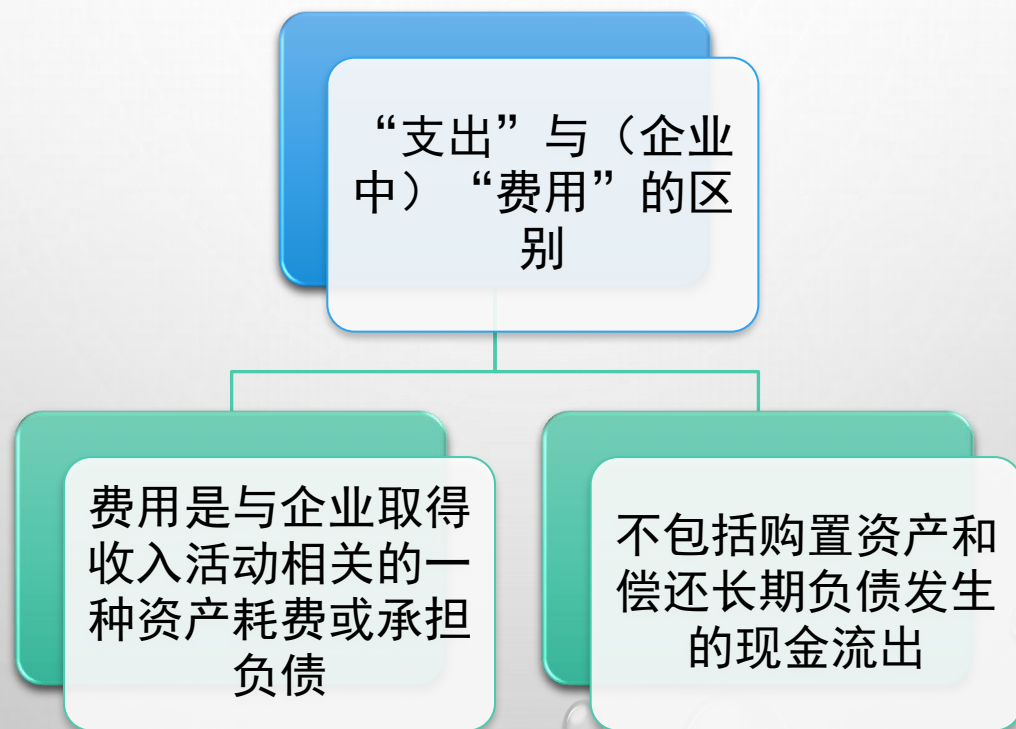 “支出”与（企业
中）“费用”的区
别
费用是与企业取得
收入活动相关的一
种资产耗费或承担
负债
不包括购置资产和
偿还长期负债发生
的现金流出